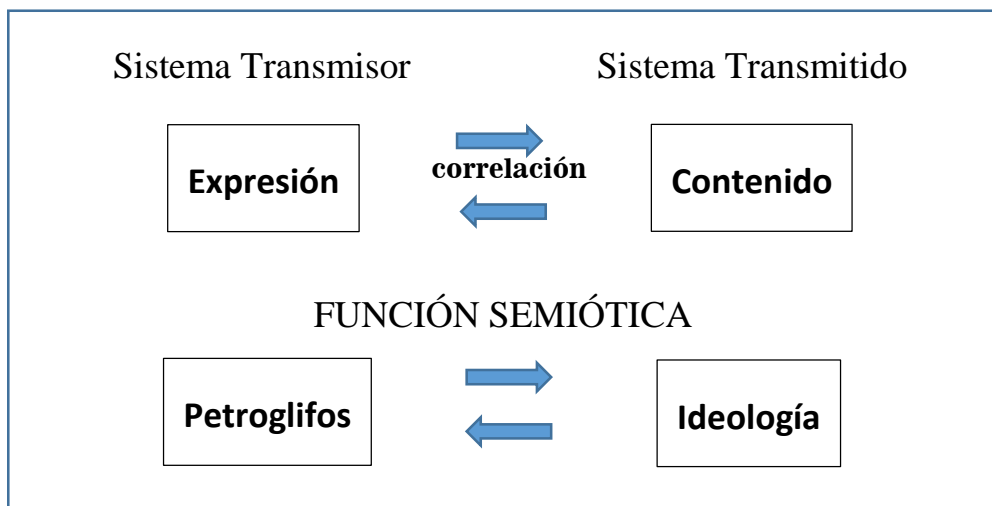 Sistema Transmisor Sistema Transmitido
Expresión correlación Contenido
FUNCIÓN SEMIÓTICA
Petroglifos Ideología